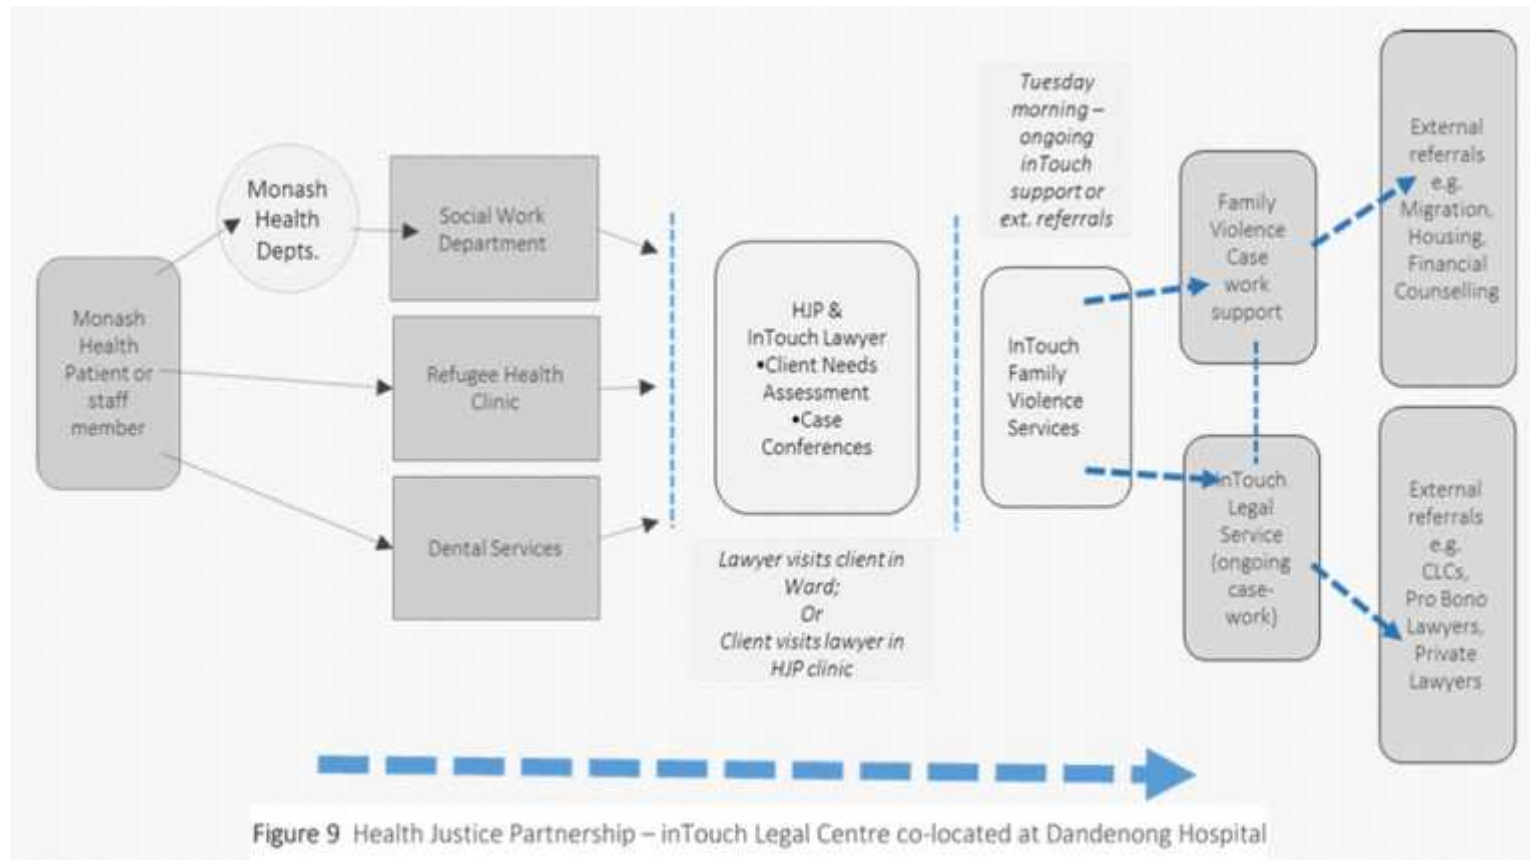 Monash
Health
Patient or
staff
member
Monash
Health
Depts.
Social Work
Department
Refugee Health
Clinic
Dental Services
HJP &
InTouch Lawyer
•Client Needs
Assessment
•Case
Conferences
Lawyer visits client in
Ward;
Or
Client visits lawyer in
HJP clinic
Tuesday
morning –
ongoing
inTouch
support or
ext. referrals
InTouch
Family
Violence
Services
Family
Violence
Case
work
support
InTouch
Legal
Service
(ongoing
case-
work)
External
referrals
e.g.
Migration,
Housing,
Financial
Counselling
External
referrals
e.g.
CLCs,
Pro Bono
Lawyers,
Private
Lawyers
Figure 9 Health Justice Partnership – inTouch Legal Centre co-located at Dandenong Hospital